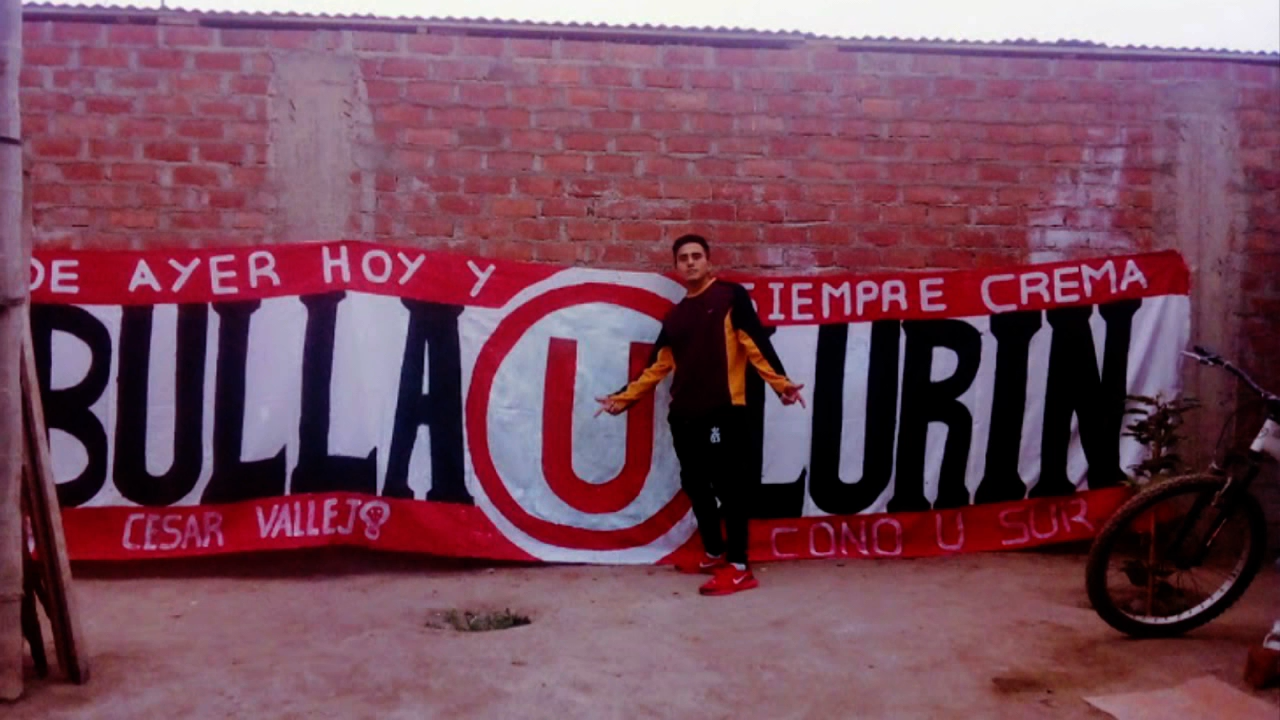 DE AYER HOY Y SIEMPRE CREMA
BULLA U LURIN
CESAR VALLEJO CONO U SUR